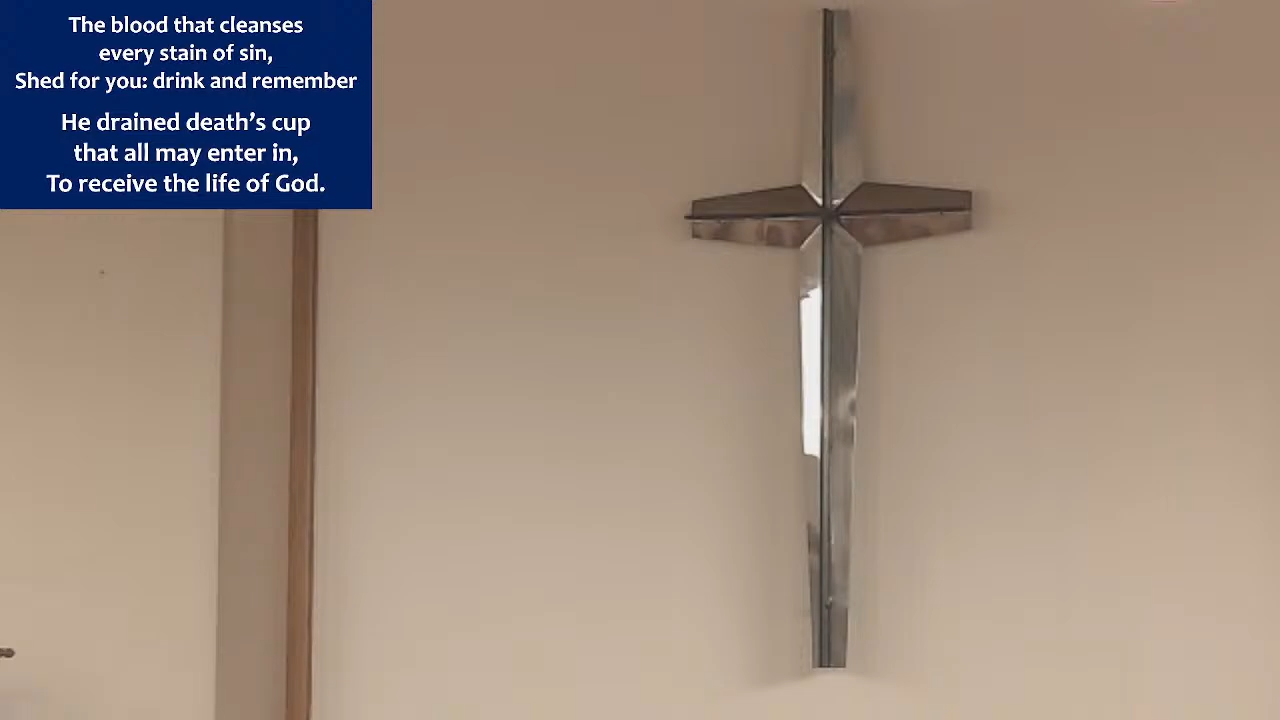 The blood that cleanses
every stain of sin,
Shed for you: drink and remember
He drained death’s cup
that all may enter in,
To receive the life of God.